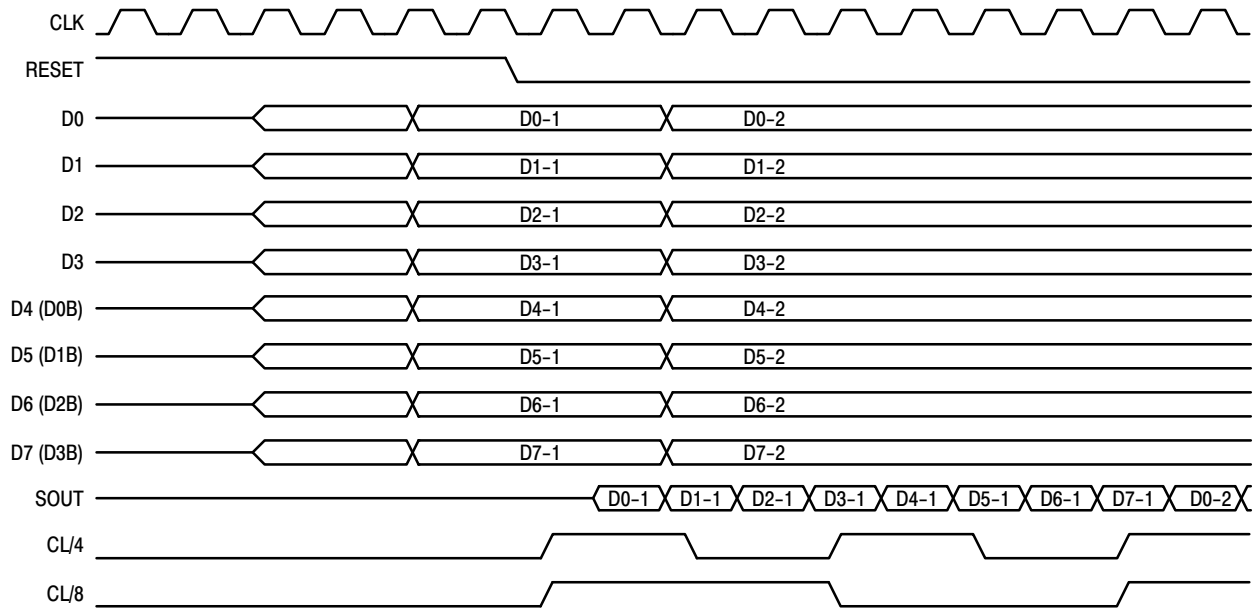 CLK
RESET
D0 D0-1 D0-2
D1 D1-1 D1-2
D2 D2-1 D2-2
D3 D3-1 D3-2
D4 (D0B) D4-1 D4-2
D5 (D1B) D5-1 D5-2
D6 (D2B) D6-1 D6-2
D7 (D3B) D7-1 D7-2
SOUT D0-1 D1-1 D2-1 D3-1 D4-1 D5-1 D6-1 D7-1 D0-2
CL/4
CL/8